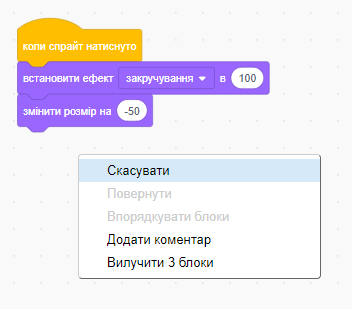 коли спрайт натиснуто
встановити ефект закручування в 100
змінити розмір на -50
Скасувати
Повернути
Впорядкувати блоки
Додати коментар
Вилучити 3 блоки